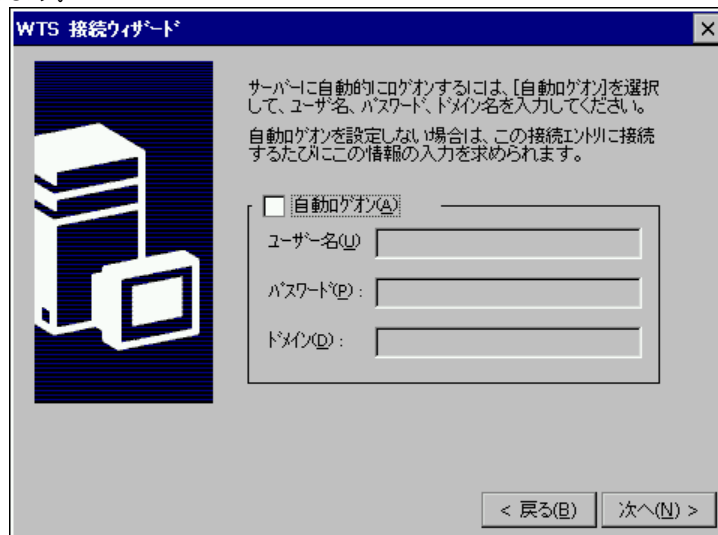 WTS 接続ｳｨｻﾞｰﾄﾞ
ｻｰﾊﾞｰに自動的にﾛｸﾞｵﾝするには、[自動ﾛｸﾞｵﾝ]を選択
して、ﾕｰｻﾞ名、ﾊﾟｽﾜｰﾄﾞ、ﾄﾞﾒｲﾝ名を入力してください。
自動ﾛｸﾞｵﾝを設定しない場合は、この接続ｴﾝﾄﾘに接続
するたびにこの情報の入力を求められます。
自動ﾛｸﾞｵﾝ(A)
ﾕｰｻﾞｰ名(U)
ﾊﾟｽﾜｰﾄﾞ(P) :
ﾄﾞﾒｲﾝ(D) :
< 戻る(B)
次へ(N) >